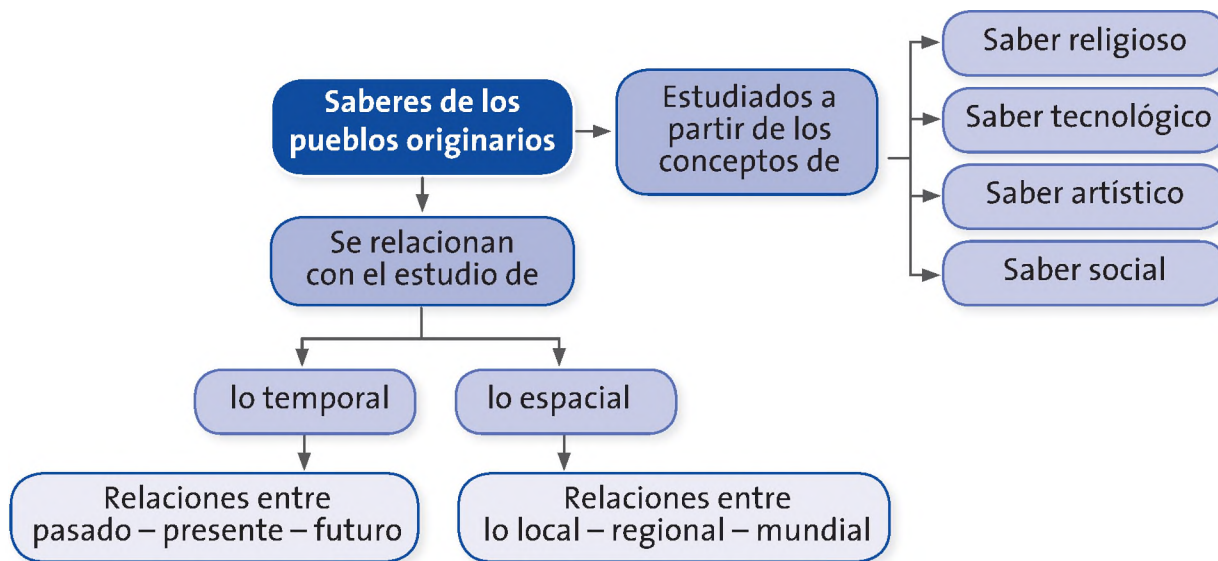 Saberes de los
pueblos originarios
Estudiados a
partir de los
conceptos de
Saber religioso
Saber tecnológico
Saber artístico
Saber social
Se relacionan
con el estudio de
lo temporal
lo espacial
Relaciones entre
pasado – presente – futuro
Relaciones entre
lo local – regional – mundial